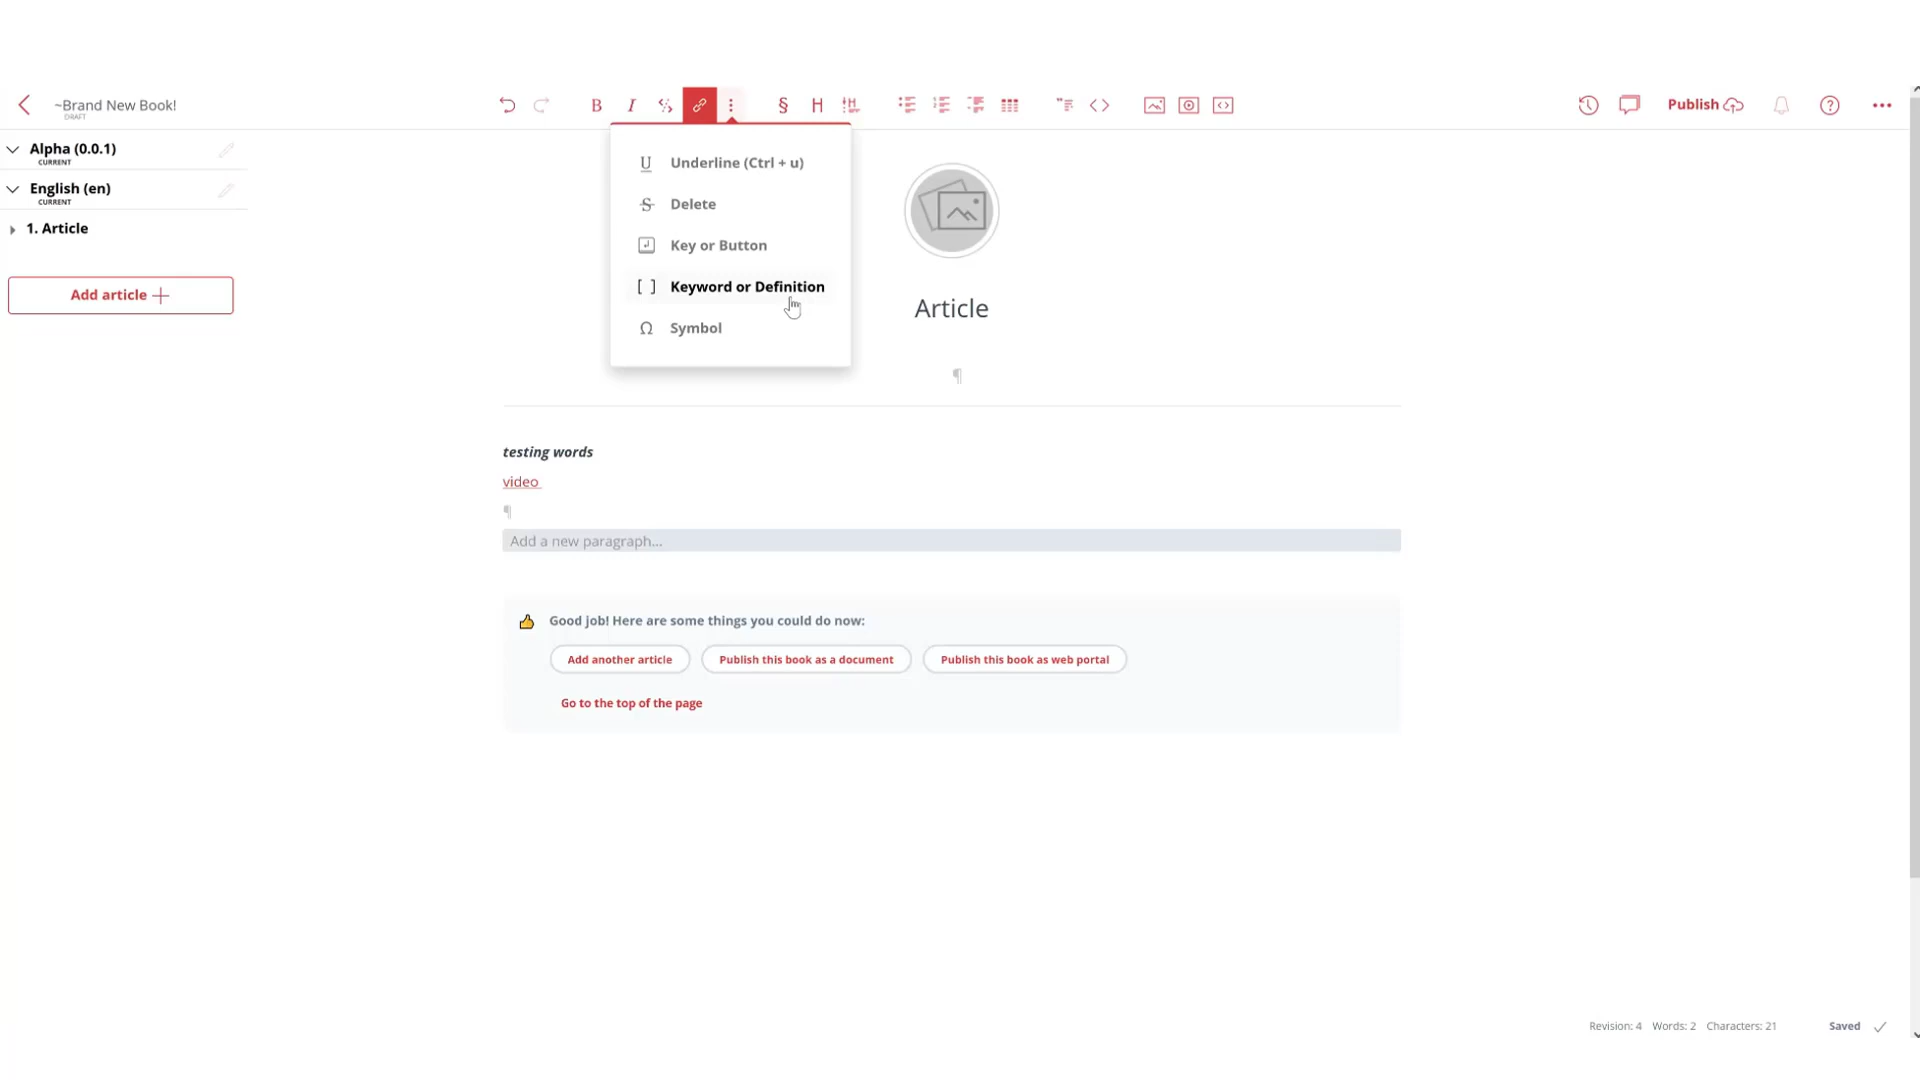 ~Brand New Book!
DRAFT
B I § H
Publish
Alpha (0.0.1)
CURRENT
English (en)
CURRENT
1. Article
Add article
U Underline (Ctrl + u)
S Delete
Key or Button
[ ] Keyword or Definition
Ω Symbol
Article
¶
testing words
video
¶
Add a new paragraph...
Good job! Here are some things you could do now:
Add another article
Publish this book as a document
Publish this book as web portal
Go to the top of the page
Revision: 4 Words: 2 Characters: 21 Saved